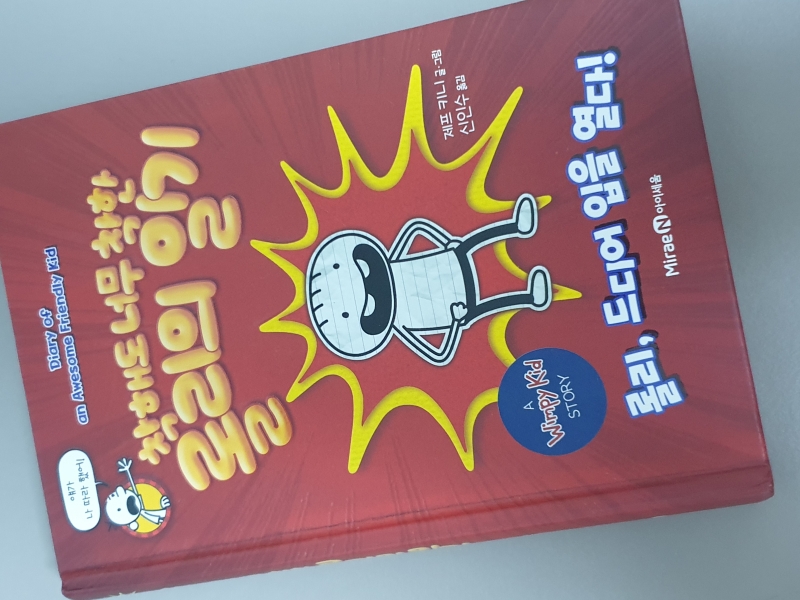 Diary of
an Awesome Friendly Kid
얘가
나 따라 했어!
착해도 너무 착한
롤리의 일기
제프 키니 글·그림
신인수 옮김
A
Wimpy Kid
STORY
롤리, 드디어 입을 열다!
Mirae N 아이세움